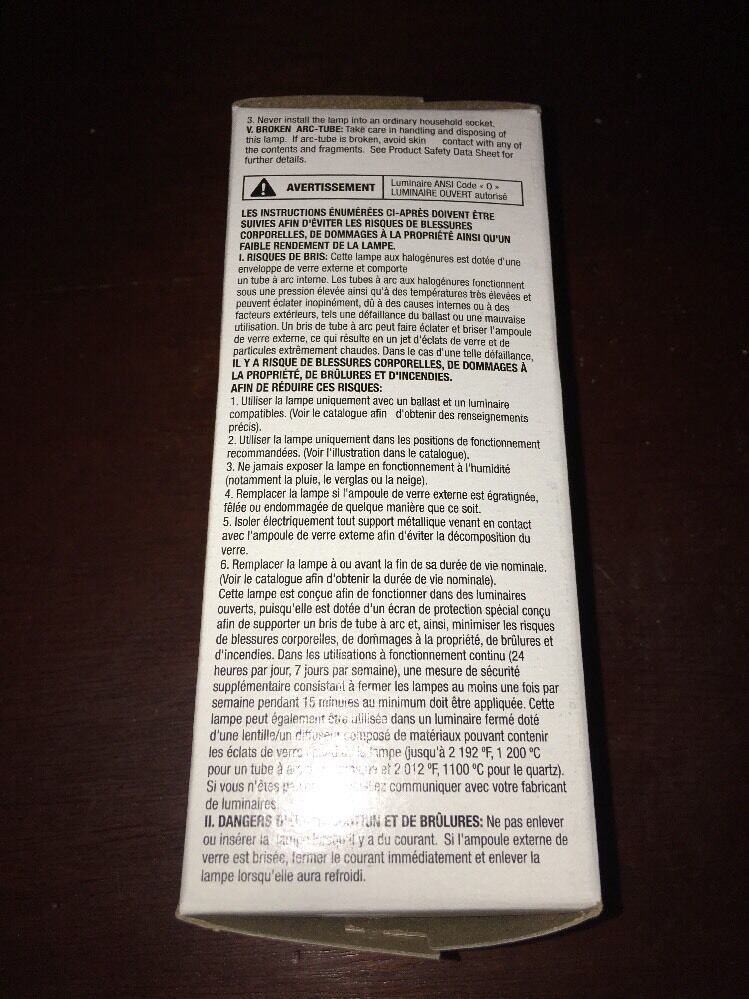 3. Never install the lamp into an ordinary household socket.
V. BROKEN ARC-TUBE: Take care in handling and disposing of
this lamp. If arc-tube is broken, avoid skin contact with any of
the contents and fragments. See Product Safety Data Sheet for
further details.
AVERTISSEMENT
Luminaire ANSI Code « O »
LUMINAIRE OUVERT autorisé
LES INSTRUCTIONS ÉNUMÉRÉES CI-APRÈS DOIVENT ÊTRE
SUIVIES AFIN D'ÉVITER LES RISQUES DE BLESSURES
CORPORELLES, DE DOMMAGES À LA PROPRIÉTÉ AINSI QU'UN
FAIBLE RENDEMENT DE LA LAMPE.
I. RISQUES DE BRIS: Cette lampe aux halogénures est dotée d'une
enveloppe de verre externe et comporte
un tube à arc interne. Les tubes à arc aux halogénures fonctionnent
sous une pression élevée ainsi qu'à des températures très élevées et
peuvent éclater inopinément, dû à des causes internes ou à des
facteurs extérieurs, tels une défaillance du ballast ou une mauvaise
utilisation. Un bris de tube à arc peut faire éclater et briser l'ampoule
de verre externe, ce qui résulte en un jet d'éclats de verre et de
particules extrêmement chaudes. Dans le cas d'une telle défaillance,
IL Y A RISQUE DE BLESSURES CORPORELLES, DE DOMMAGES À
LA PROPRIÉTÉ, DE BRÛLURES ET D'INCENDIES.
AFIN DE RÉDUIRE CES RISQUES:
1. Utiliser la lampe uniquement avec un ballast et un luminaire
compatibles. (Voir le catalogue afin d'obtenir des renseignements
précis).
2. Utiliser la lampe uniquement dans les positions de fonctionnement
recommandées. (Voir l'illustration dans le catalogue).
3. Ne jamais exposer la lampe en fonctionnement à l'humidité
(notamment la pluie, le verglas ou la neige).
4. Remplacer la lampe si l'ampoule de verre externe est égratignée,
fêlée ou endommagée de quelque manière que ce soit.
5. Isoler électriquement tout support métallique venant en contact
avec l'ampoule de verre externe afin d'éviter la décomposition du
verre.
6. Remplacer la lampe à ou avant la fin de sa durée de vie nominale.
(Voir le catalogue afin d'obtenir la durée de vie nominale).
Cette lampe est conçue afin de fonctionner dans des luminaires
ouverts, puisqu'elle est dotée d'un écran de protection spécial conçu
afin de supporter un bris de tube à arc et, ainsi, minimiser les risques
de blessures corporelles, de dommages à la propriété, de brûlures et
d'incendies. Dans les utilisations à fonctionnement continu (24
heures par jour, 7 jours par semaine), une mesure de sécurité
supplémentaire consistant à fermer les lampes au moins une fois par
semaine pendant 15 minutes au minimum doit être appliquée. Cette
lampe peut également être utilisée dans un luminaire fermé doté
d'une lentille/un diffuseur composé de matériaux pouvant contenir
les éclats de verre lampe (jusqu'à 2 192 ºF, 1 200 ºC
pour un tube à et 2 012 ºF, 1100 ºC pour le quartz).
Si vous n'êtes communiquer avec votre fabricant
de luminaires.
II. DANGERS ET DE BRÛLURES: Ne pas enlever
ou insérer la lampe lorsqu'il y a du courant. Si l'ampoule externe de
verre est brisée, fermer le courant immédiatement et enlever la
lampe lorsqu'elle aura refroidi.